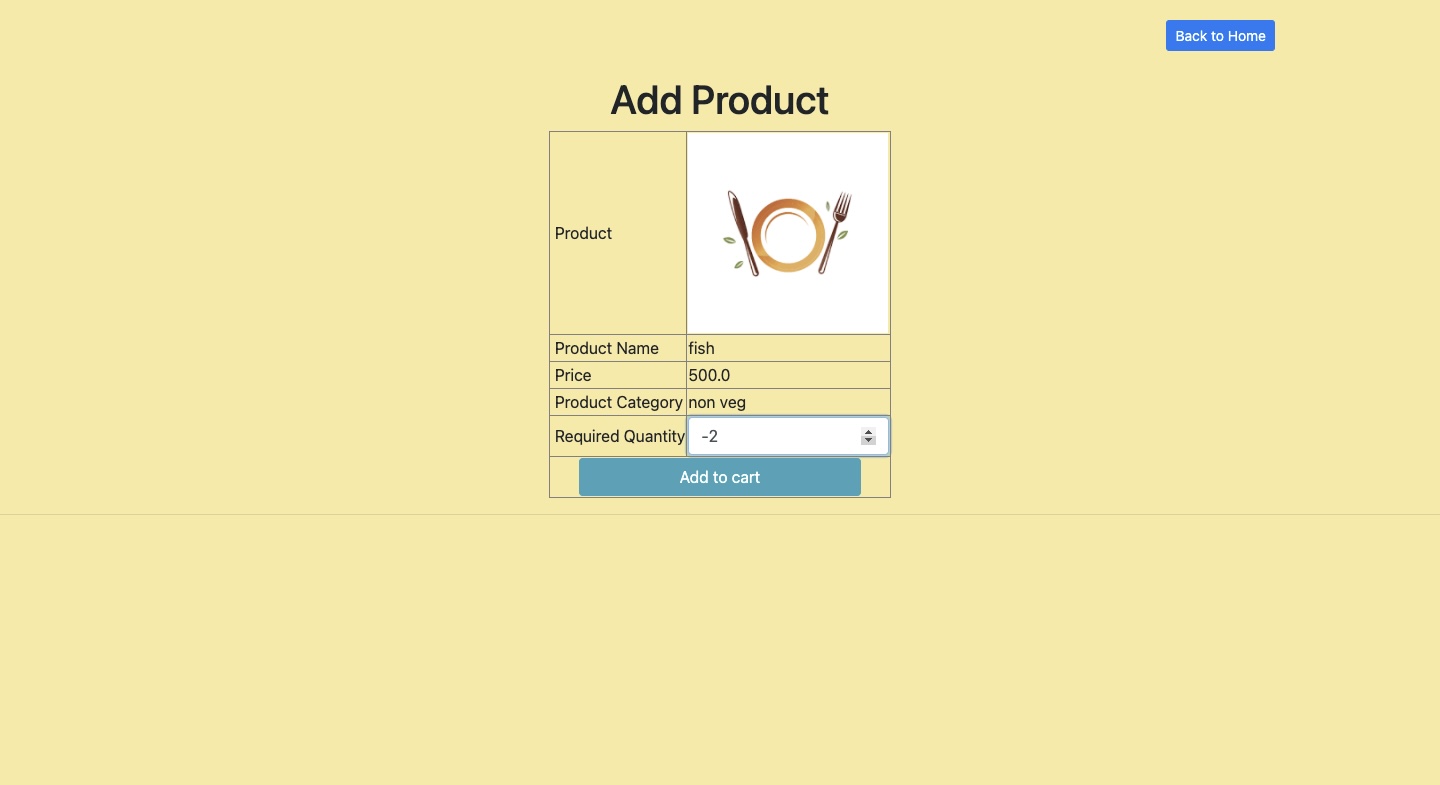 Back to Home
Add Product
Product
Product Name fish
Price 500.0
Product Category non veg
Required Quantity -2
Add to cart